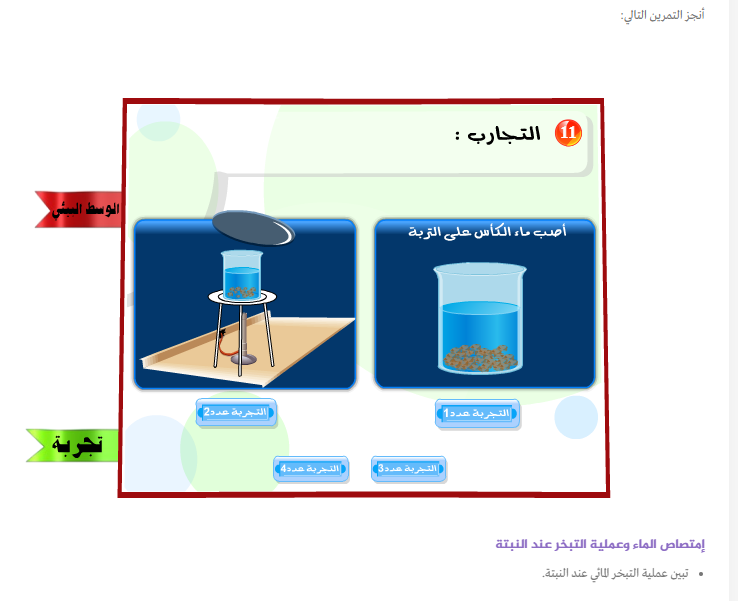 أنجز التمرين التالي:
11 التجارب :
الوسط البيئي
أصب ماء الكأس على التربة
التجربة عدد1
التجربة عدد2
تجربة
التجربة عدد3
التجربة عدد4
إمتصاص الماء وعملية التبخر عند النبتة
• تبين عملية التبخر المائي عند النبتة.